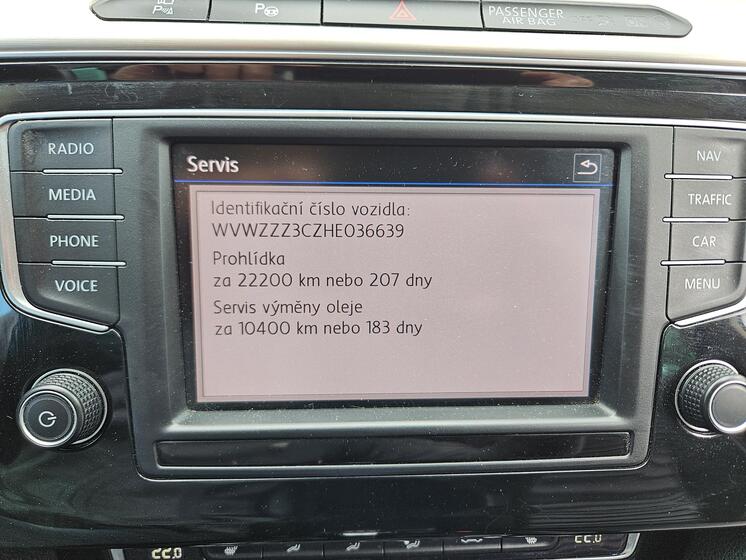 PASSENGER
AIR BAG
RADIO
MEDIA
PHONE
VOICE
Servis
Identifikační číslo vozidla:
WVWZZZ3CZHE036639
Prohlídka
za 22200 km nebo 207 dny
Servis výměny oleje
za 10400 km nebo 183 dny
NAV
TRAFFIC
CAR
MENU